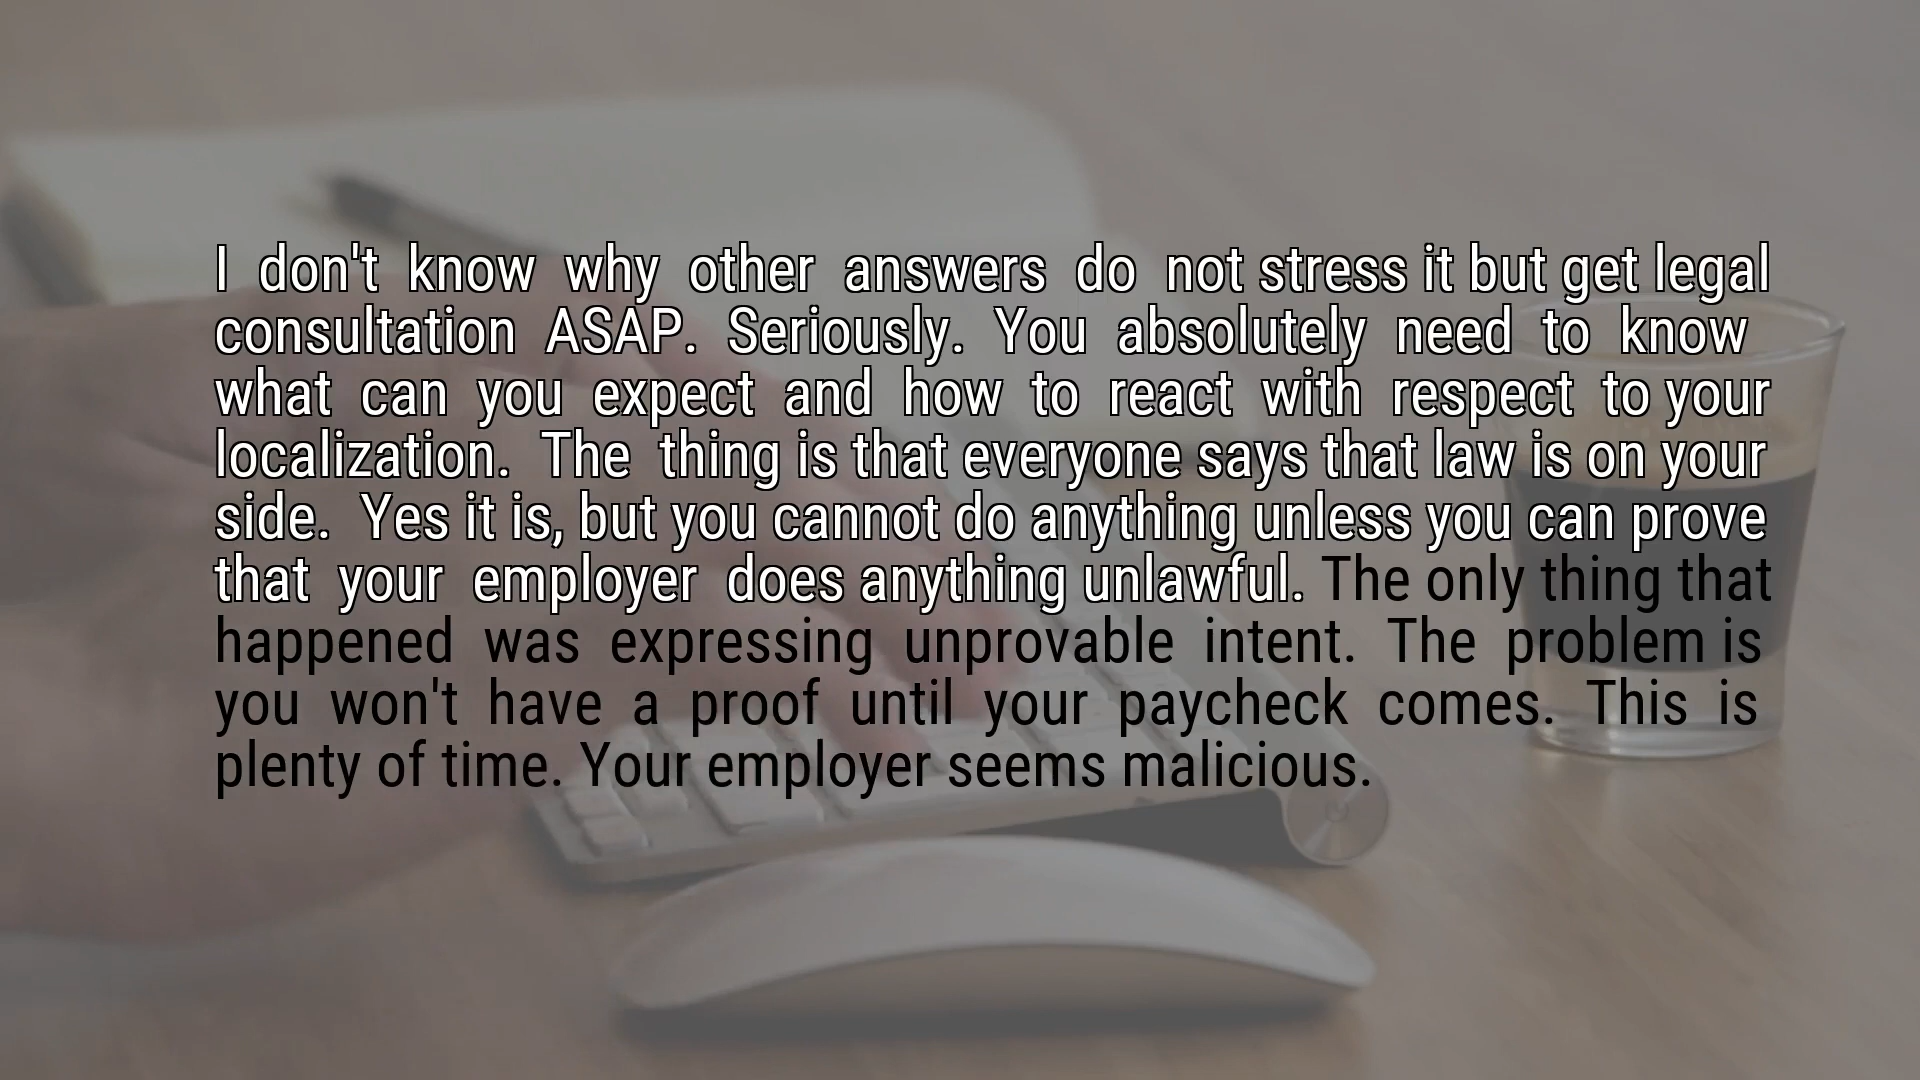 I don't know why other answers do not stress it but get legal
consultation ASAP. Seriously. You absolutely need to know
what can you expect and how to react with respect to your
localization. The thing is that everyone says that law is on your
side. Yes it is, but you cannot do anything unless you can prove
that your employer does anything unlawful. The only thing that
happened was expressing unprovable intent. The problem is
you won't have a proof until your paycheck comes. This is
plenty of time. Your employer seems malicious.